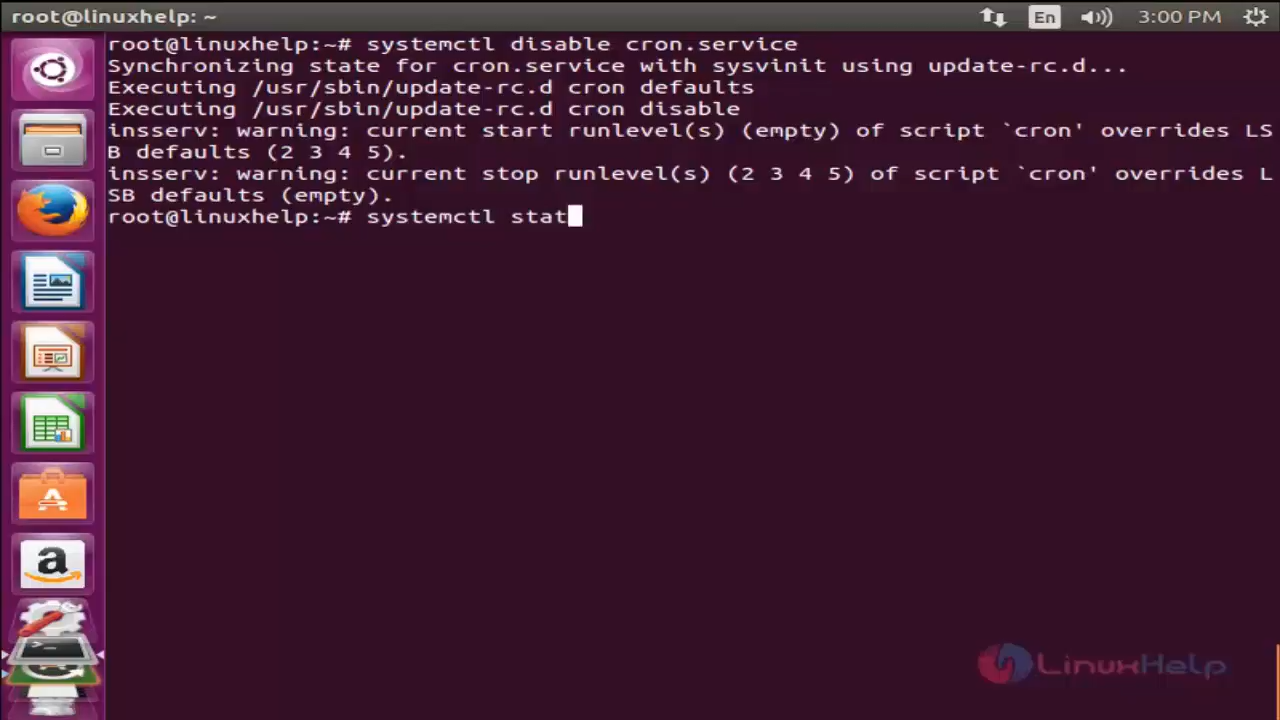 root@linuxhelp: ~
En
3:00 PM
root@linuxhelp:~# systemctl disable cron.service
Synchronizing state for cron.service with sysvinit using update-rc.d...
Executing /usr/sbin/update-rc.d cron defaults
Executing /usr/sbin/update-rc.d cron disable
insserv: warning: current start runlevel(s) (empty) of script `cron' overrides LS
B defaults (2 3 4 5).
insserv: warning: current stop runlevel(s) (2 3 4 5) of script `cron' overrides L
SB defaults (empty).
root@linuxhelp:~# systemctl stat
LinuxHelp